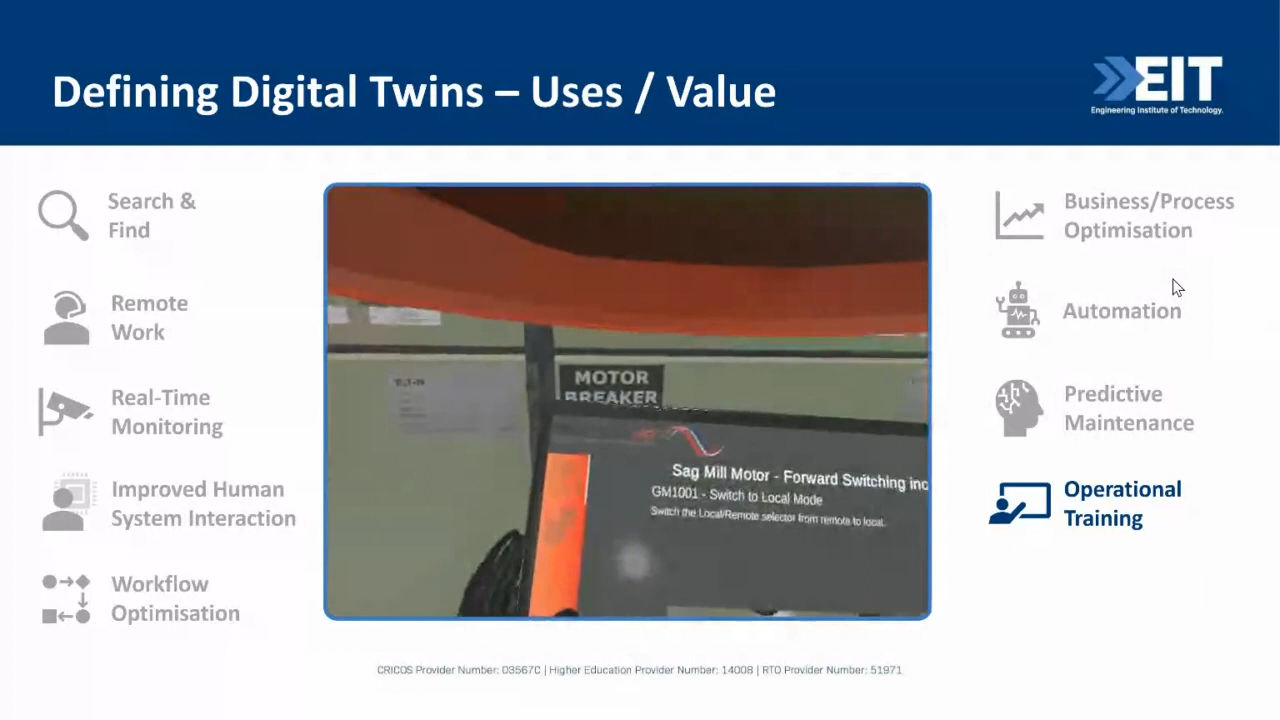 Defining Digital Twins – Uses / Value
EIT
Engineering Institute of Technology.
Search &
Find
Remote
Work
Real-Time
Monitoring
Improved Human
System Interaction
Workflow
Optimisation
MOTOR
BREAKER
Sag Mill Motor - Forward Switching inc
GM1001 - Switch to Local Mode
Switch the Local/Remote selector from remote to local.
Business/Process
Optimisation
Automation
Predictive
Maintenance
Operational
Training
CRICOS Provider Number: 03567C | Higher Education Provider Number: 14008 | RTO Provider Number: 51971